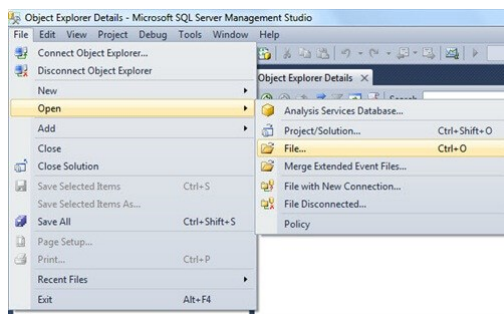 Object Explorer Details - Microsoft SQL Server Management Studio
File Edit View Project Debug Tools Window Help
Connect Object Explorer...
Disconnect Object Explorer
New
Open
Add
Close
Close Solution
Save Selected Items Ctrl+S
Save Selected Items As...
Save All Ctrl+Shift+S
Page Setup...
Print... Ctrl+P
Recent Files
Exit Alt+F4
Object Explorer Details
Search
Analysis Services Database...
Project/Solution... Ctrl+Shift+O
File... Ctrl+O
Merge Extended Event Files...
File with New Connection...
File Disconnected...
Policy